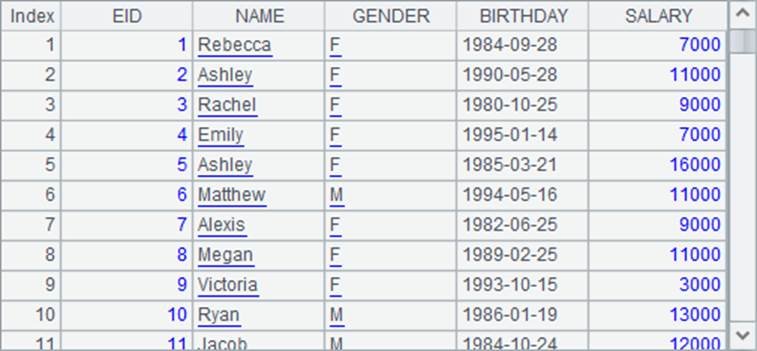 Index EID NAME GENDER BIRTHDAY SALARY
1 1 Rebecca F 1984-09-28 7000
2 2 Ashley F 1990-05-28 11000
3 3 Rachel F 1980-10-25 9000
4 4 Emily F 1995-01-14 7000
5 5 Ashley F 1985-03-21 16000
6 6 Matthew M 1994-05-16 11000
7 7 Alexis F 1982-06-25 9000
8 8 Megan F 1989-02-25 11000
9 9 Victoria F 1993-10-15 3000
10 10 Ryan M 1986-01-19 13000
11 11 Jacob M 1984-10-24 12000